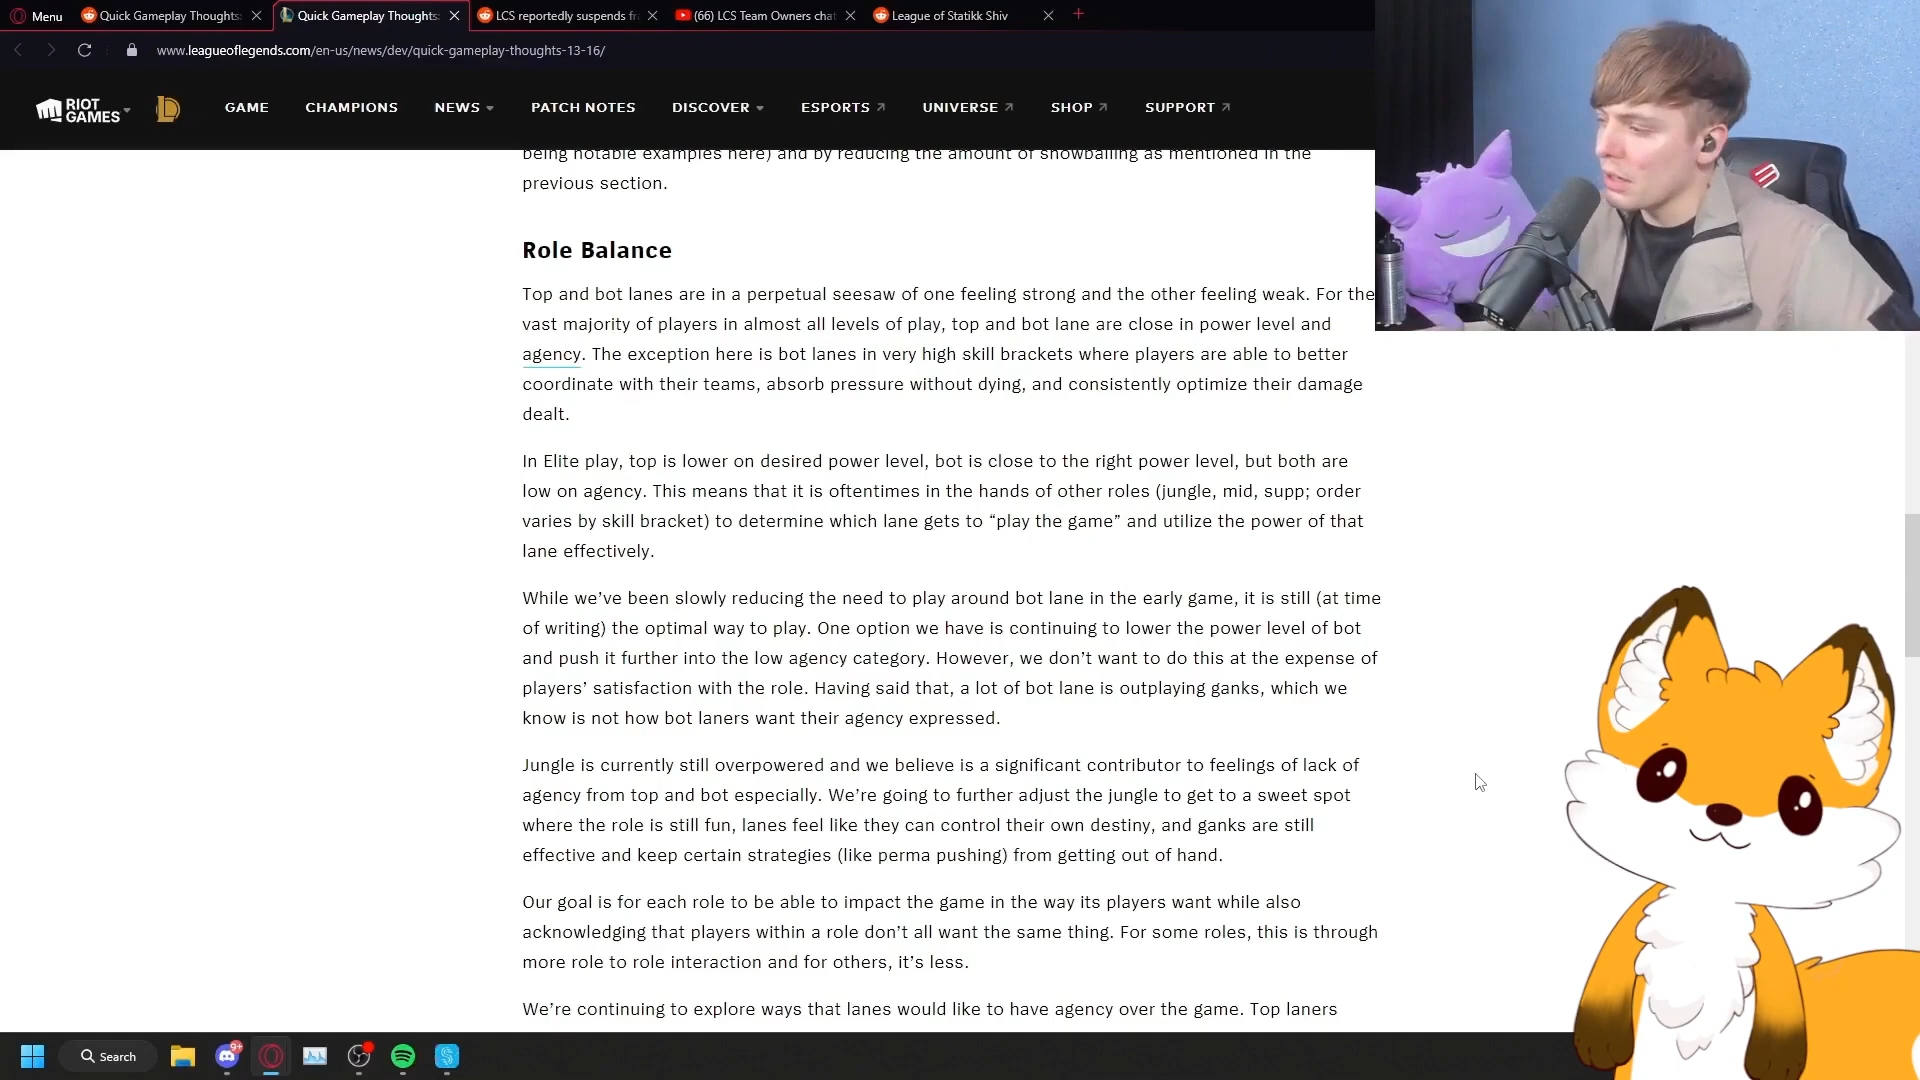 Menu
Quick Gameplay Thoughts:
Quick Gameplay Thoughts:
LCS reportedly suspends fr
(66) LCS Team Owners chat
League of Statikk Shiv
www.leagueoflegends.com/en-us/news/dev/quick-gameplay-thoughts-13-16/
RIOT GAMES
GAME
CHAMPIONS
NEWS
PATCH NOTES
DISCOVER
ESPORTS
UNIVERSE
SHOP
SUPPORT
being notable examples here) and by reducing the amount of snowballing as mentioned in the
previous section.
Role Balance
Top and bot lanes are in a perpetual seesaw of one feeling strong and the other feeling weak. For the
vast majority of players in almost all levels of play, top and bot lane are close in power level and
agency. The exception here is bot lanes in very high skill brackets where players are able to better
coordinate with their teams, absorb pressure without dying, and consistently optimize their damage
dealt.
In Elite play, top is lower on desired power level, bot is close to the right power level, but both are
low on agency. This means that it is oftentimes in the hands of other roles (jungle, mid, supp; order
varies by skill bracket) to determine which lane gets to “play the game” and utilize the power of that
lane effectively.
While we’ve been slowly reducing the need to play around bot lane in the early game, it is still (at time
of writing) the optimal way to play. One option we have is continuing to lower the power level of bot
and push it further into the low agency category. However, we don’t want to do this at the expense of
players’ satisfaction with the role. Having said that, a lot of bot lane is outplaying ganks, which we
know is not how bot laners want their agency expressed.
Jungle is currently still overpowered and we believe is a significant contributor to feelings of lack of
agency from top and bot especially. We’re going to further adjust the jungle to get to a sweet spot
where the role is still fun, lanes feel like they can control their own destiny, and ganks are still
effective and keep certain strategies (like perma pushing) from getting out of hand.
Our goal is for each role to be able to impact the game in the way its players want while also
acknowledging that players within a role don’t all want the same thing. For some roles, this is through
more role to role interaction and for others, it’s less.
We’re continuing to explore ways that lanes would like to have agency over the game. Top laners
Search
9+